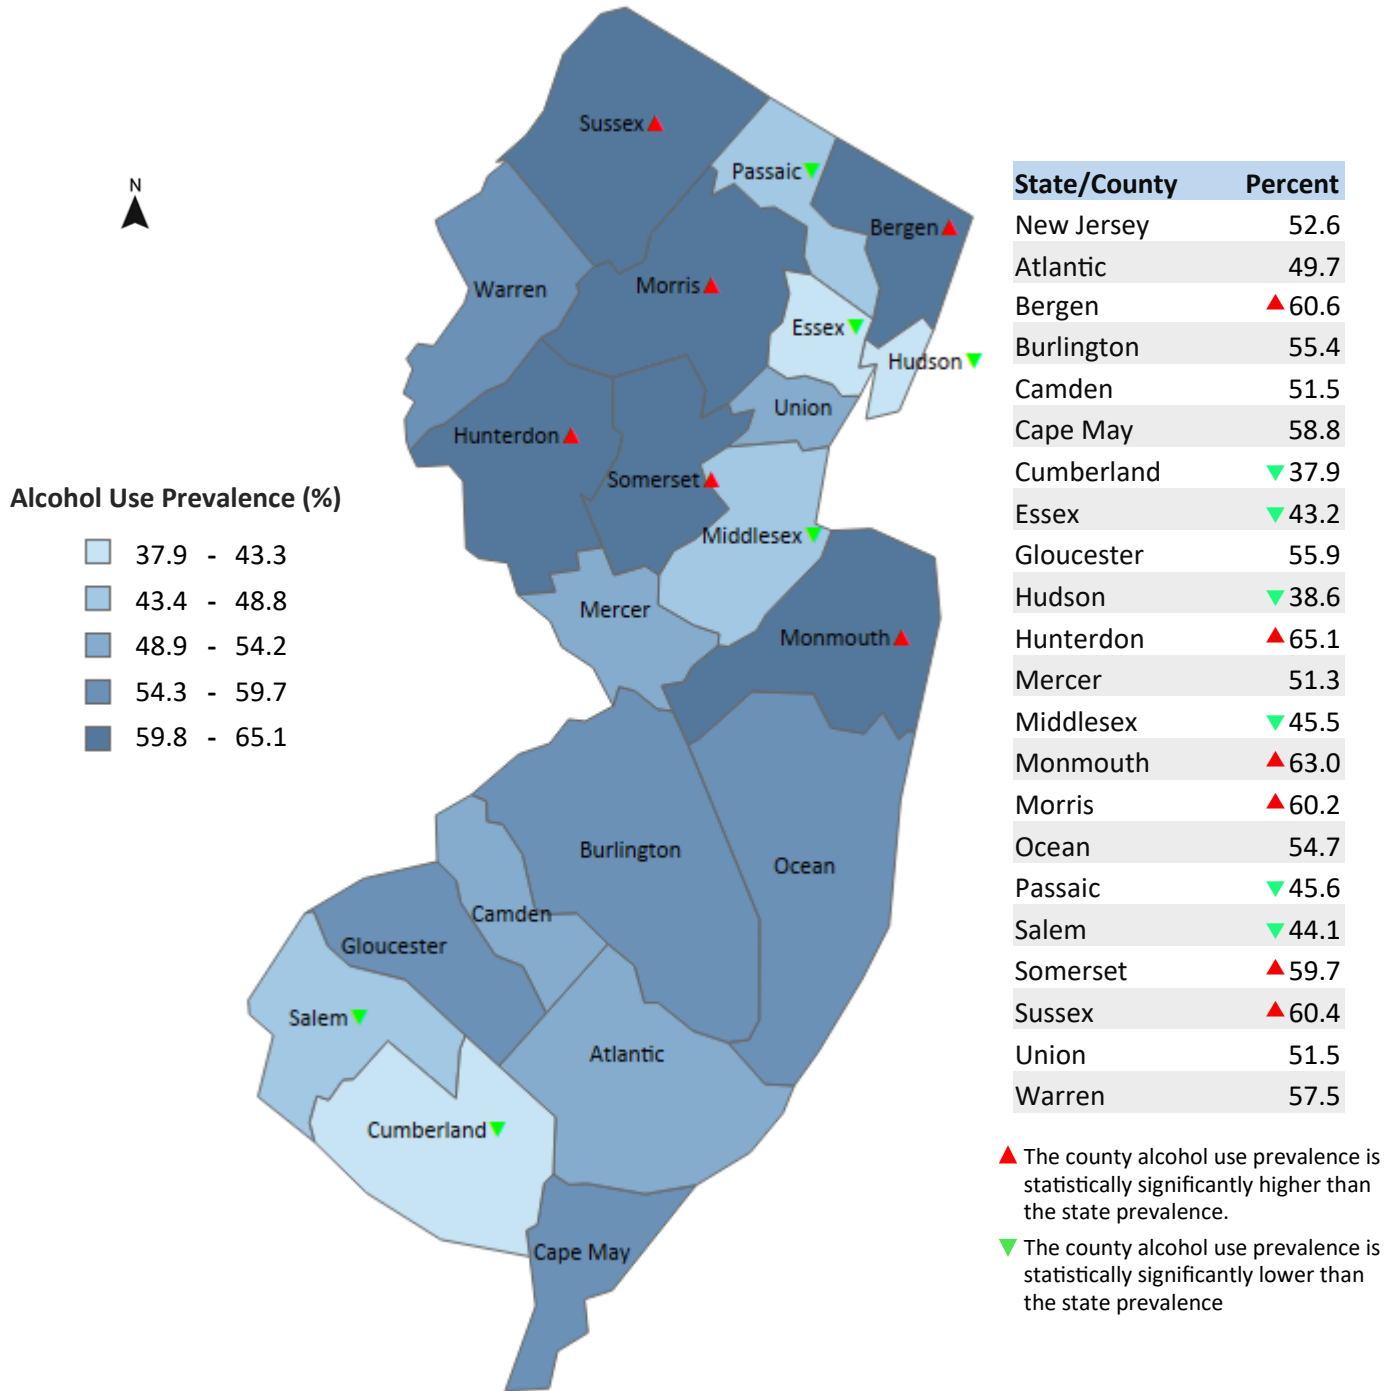 Sussex
Passaic
N
Bergen
Warren
Morris
Essex
Hudson
Union
Hunterdon
Somerset
Middlesex
Mercer
Monmouth
Burlington
Ocean
Camden
Gloucester
Salem
Atlantic
Cumberland
Cape May
Alcohol Use Prevalence (%)
37.9 - 43.3
43.4 - 48.8
48.9 - 54.2
54.3 - 59.7
59.8 - 65.1
State/County Percent
New Jersey 52.6
Atlantic 49.7
Bergen ▲ 60.6
Burlington 55.4
Camden 51.5
Cape May 58.8
Cumberland ▼ 37.9
Essex ▼ 43.2
Gloucester 55.9
Hudson ▼ 38.6
Hunterdon ▲ 65.1
Mercer 51.3
Middlesex ▼ 45.5
Monmouth ▲ 63.0
Morris ▲ 60.2
Ocean 54.7
Passaic ▼ 45.6
Salem ▼ 44.1
Somerset ▲ 59.7
Sussex ▲ 60.4
Union 51.5
Warren 57.5
▲ The county alcohol use prevalence is
statistically significantly higher than
the state prevalence.
▼ The county alcohol use prevalence is
statistically significantly lower than
the state prevalence